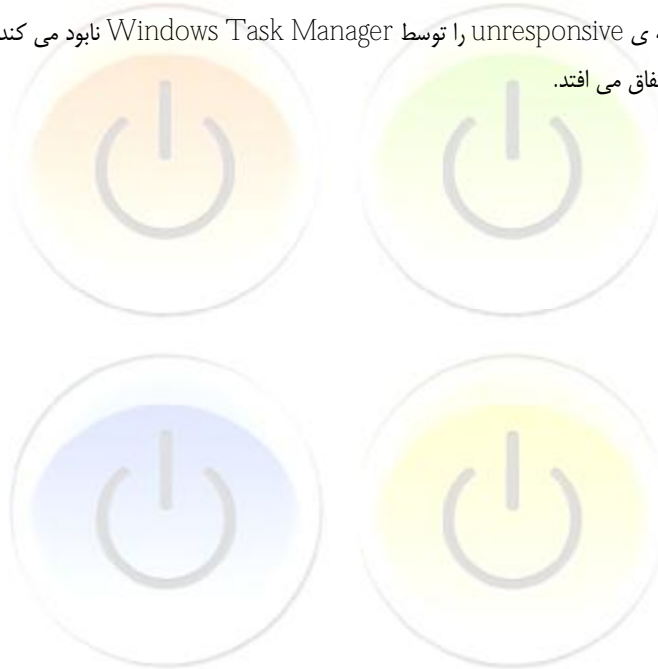 ی unresponsive را توسط Windows Task Manager نابود می کند
فاق می افتد.